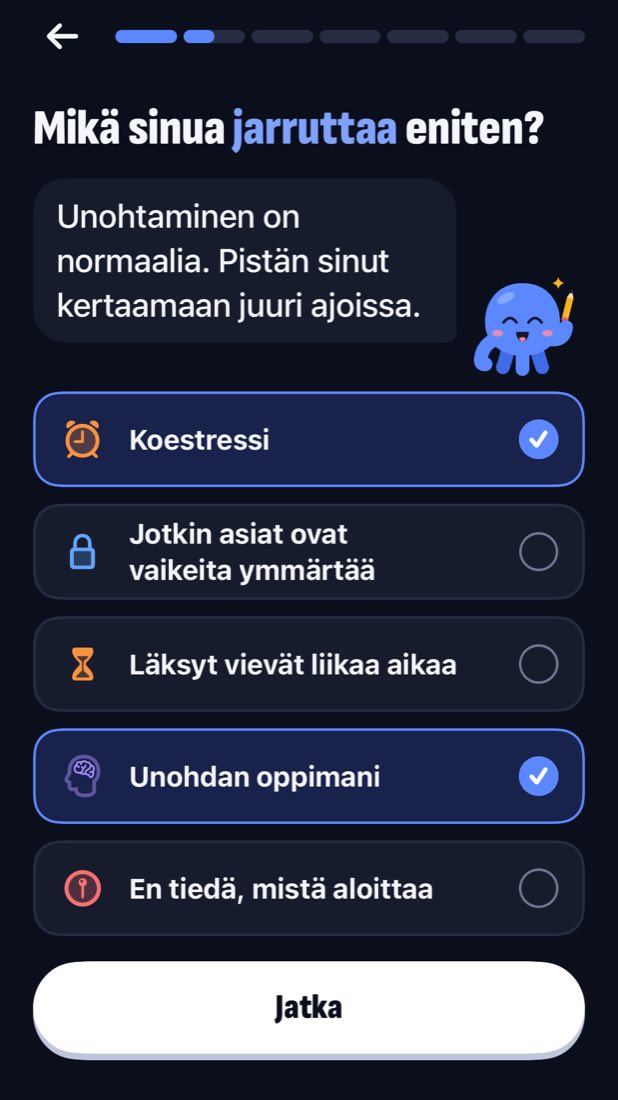 Mikä sinua jarruttaa eniten?
Unohtaminen on
normaalia. Pistän sinut
kertaamaan juuri ajoissa.
Koestressi
Jotkin asiat ovat
vaikeita ymmärtää
Läksyt vievät liikaa aikaa
Unohdan oppimani
En tiedä, mistä aloittaa
Jatka